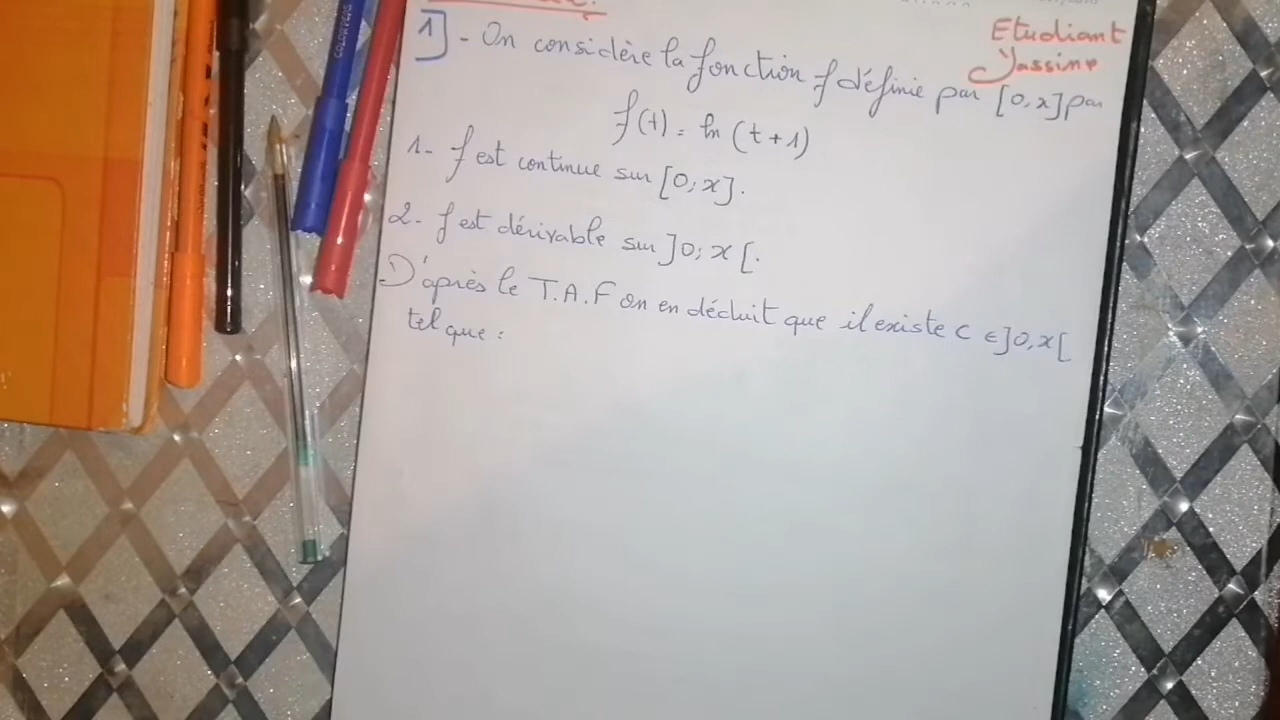 Etudiant
Yassine
1] - On considère la fonction f définie par [0,x] par
f(t) = ln (t+1)
1- f est continue sur [0;x].
2- f est dérivable sur ]0;x[.
D'après le T.A.F on en déduit que il existe c ∈ ]0,x[
tel que :